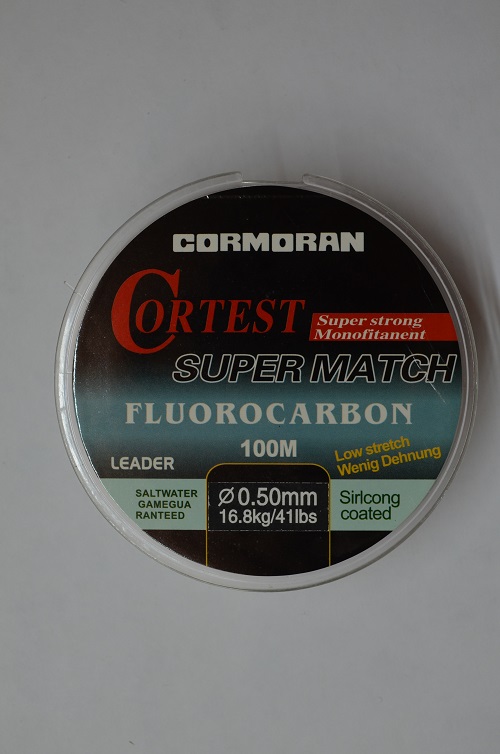 CORMORAN
CORTEST
Super strong
Monofitanent
SUPER MATCH
FLUOROCARBON
100M
Low stretch
Wenig Dehnung
LEADER
SALTWATER
GAMEGUA
RANTEED
Ø0.50mm
16.8kg/41lbs
Sirlcong
coated